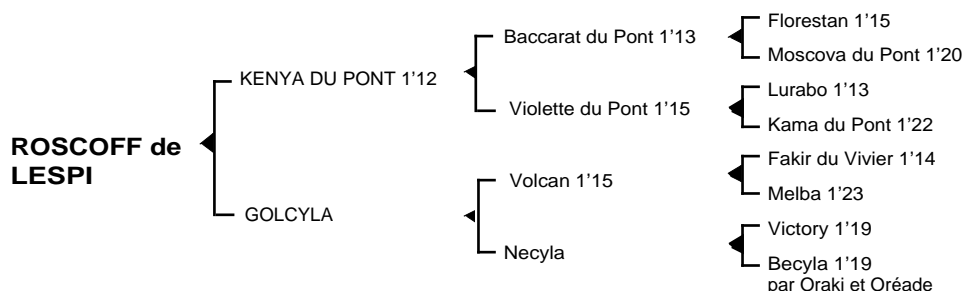 ROSCOFF de
LESPI
KENYA DU PONT 1’12
GOLCYLA
Baccarat du Pont 1’13
Violette du Pont 1’15
Volcan 1’15
Necyla
Florestan 1’15
Moscova du Pont 1’20
Lurabo 1’13
Kama du Pont 1’22
Fakir du Vivier 1’14
Melba 1’23
Victory 1’19
Becyla 1’19
par Oraki et Oréade